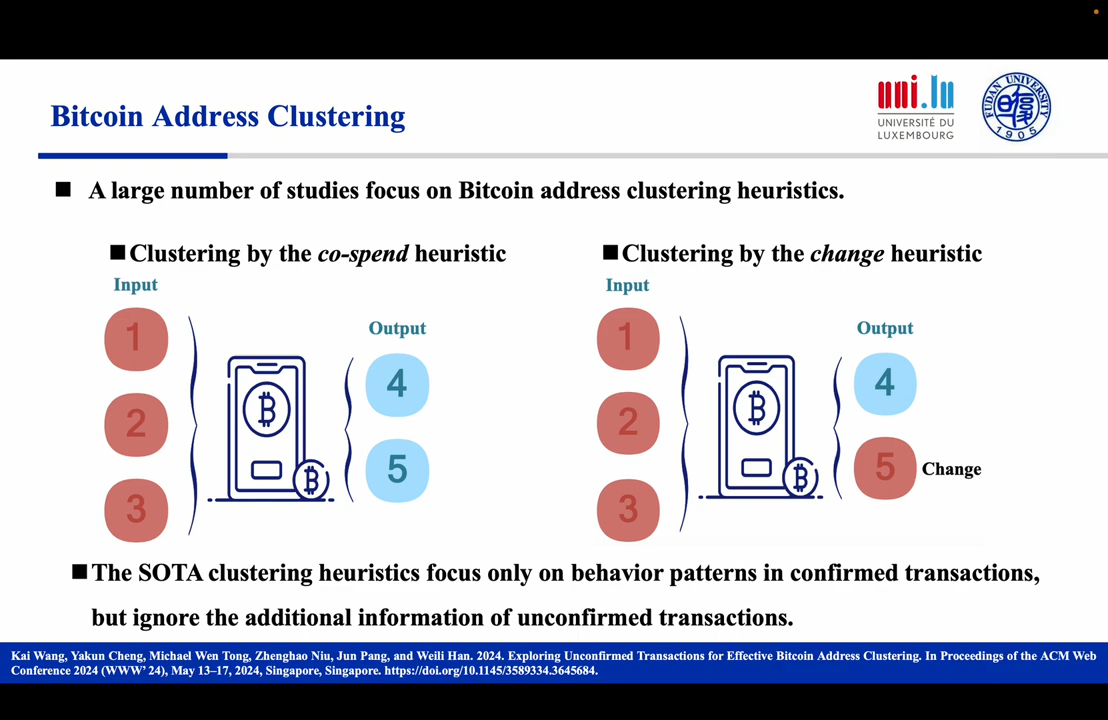 Bitcoin Address Clustering
uni.lu
UNIVERSITÉ DU
LUXEMBOURG
FUDAN UNIVERSITY
1905
■ A large number of studies focus on Bitcoin address clustering heuristics.
■ Clustering by the co-spend heuristic
Input
1
2
3
Output
4
5
■ Clustering by the change heuristic
Input
1
2
3
Output
4
5 Change
■ The SOTA clustering heuristics focus only on behavior patterns in confirmed transactions,
but ignore the additional information of unconfirmed transactions.
Kai Wang, Yakun Cheng, Michael Wen Tong, Zhenghao Niu, Jun Pang, and Weili Han. 2024. Exploring Unconfirmed Transactions for Effective Bitcoin Address Clustering. In Proceedings of the ACM Web
Conference 2024 (WWW' 24), May 13–17, 2024, Singapore, Singapore. https://doi.org/10.1145/3589334.3645684.